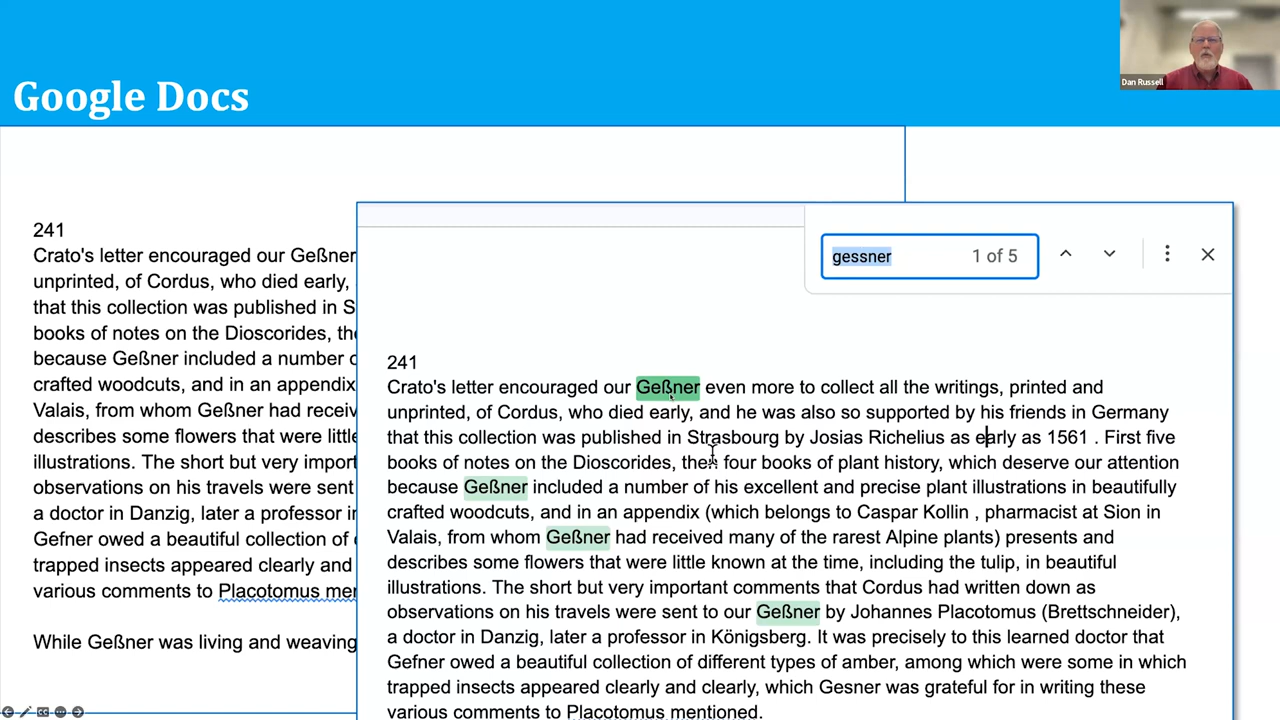 Dan Russell
Google Docs
241
Crato's letter encouraged our Geßner
unprinted, of Cordus, who died early,
that this collection was published in S
books of notes on the Dioscorides, the
because Geßner included a number o
crafted woodcuts, and in an appendix
Valais, from whom Geßner had receiv
describes some flowers that were little
illustrations. The short but very import
observations on his travels were sent
a doctor in Danzig, later a professor in
Gefner owed a beautiful collection of
trapped insects appeared clearly and
various comments to Placotomus mer
While Geßner was living and weaving
gessner 1 of 5
241
Crato's letter encouraged our Geßner even more to collect all the writings, printed and
unprinted, of Cordus, who died early, and he was also so supported by his friends in Germany
that this collection was published in Strasbourg by Josias Richelius as early as 1561 . First five
books of notes on the Dioscorides, then four books of plant history, which deserve our attention
because Geßner included a number of his excellent and precise plant illustrations in beautifully
crafted woodcuts, and in an appendix (which belongs to Caspar Kollin , pharmacist at Sion in
Valais, from whom Geßner had received many of the rarest Alpine plants) presents and
describes some flowers that were little known at the time, including the tulip, in beautiful
illustrations. The short but very important comments that Cordus had written down as
observations on his travels were sent to our Geßner by Johannes Placotomus (Brettschneider),
a doctor in Danzig, later a professor in Königsberg. It was precisely to this learned doctor that
Gefner owed a beautiful collection of different types of amber, among which were some in which
trapped insects appeared clearly and clearly, which Gesner was grateful for in writing these
various comments to Placotomus mentioned.